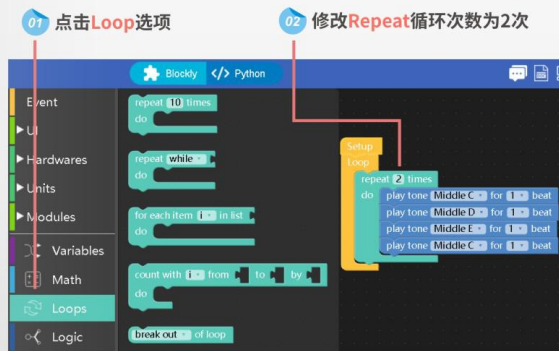 01 点击Loop选项
02 修改Repeat循环次数为2次
Blockly </> Python
Event
UI
Hardwares
Units
Modules
Variables
Math
Loops
Logic
repeat 10 times
do
repeat while
do
for each item i in list
do
count with i from to by
do
break out of loop
Setup
Loop
repeat 2 times
do play tone Middle C for 1 beat
play tone Middle D for 1 beat
play tone Middle E for 1 beat
play tone Middle C for 1 beat